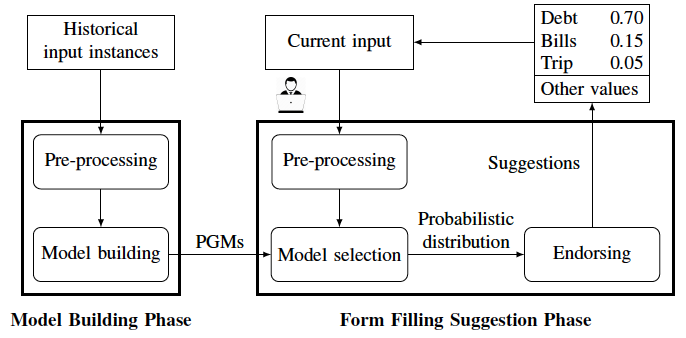 Historical
input instances
Current input
Debt 0.70
Bills 0.15
Trip 0.05
Other values
Pre-processing
Pre-processing
Suggestions
Model building
PGMs
Model selection
Probabilistic
distribution
Endorsing
Model Building Phase
Form Filling Suggestion Phase